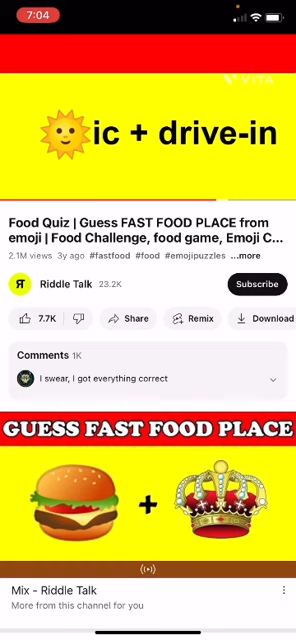 7:04
VITA
ic + drive-in
Food Quiz | Guess FAST FOOD PLACE from
emoji | Food Challenge, food game, Emoji C...
2.1M views 3y ago #fastfood #food #emojipuzzles ...more
ЯT Riddle Talk 23.2K Subscribe
7.7K Share Remix Download
Comments 1K
I swear, I got everything correct
GUESS FAST FOOD PLACE
+
Mix - Riddle Talk
More from this channel for you